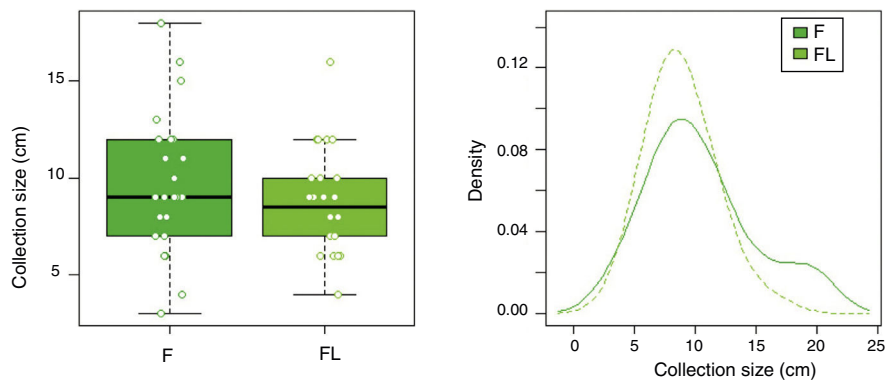 Collection size (cm)
15
10
5
F FL
Density
0.12
0.08
0.04
0.00
F
FL
0 5 10 15 20 25
Collection size (cm)